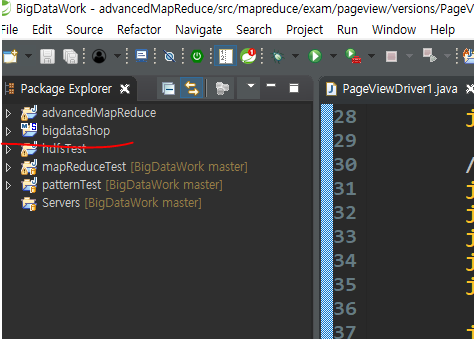 BigDataWork - advancedMapReduce/src/mapreduce/exam/pageview/versions/PageV
File Edit Source Refactor Navigate Search Project Run Window
Package Explorer
PageViewDriver1.java
advancedMapReduce
bigdataShop
hdfsTest
mapReduceTest [BigDataWork master]
patternTest [BigDataWork master]
Servers [BigDataWork master]
28 j
29
30 /
31 j
32 j
33 j
34 j
35 j
36
37 j